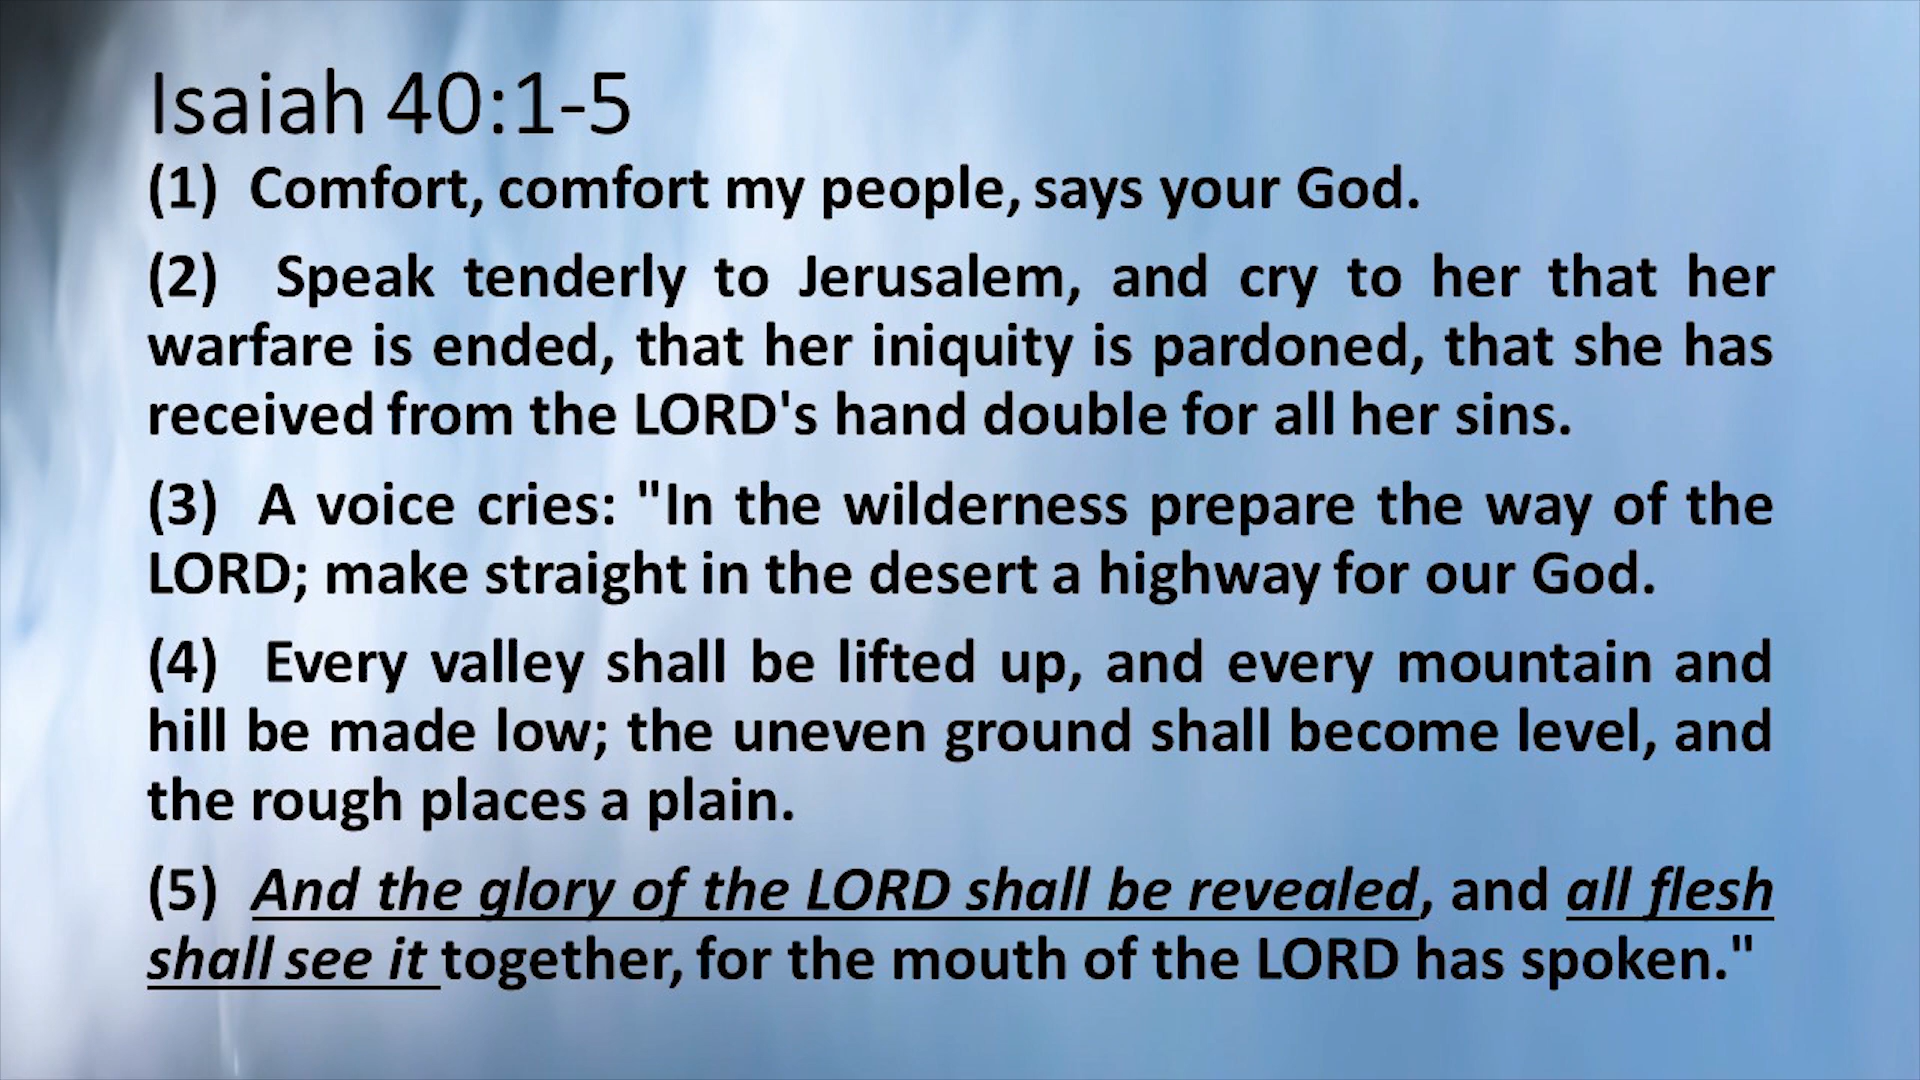 Isaiah 40:1-5
(1) Comfort, comfort my people, says your God.
(2) Speak tenderly to Jerusalem, and cry to her that her
warfare is ended, that her iniquity is pardoned, that she has
received from the LORD's hand double for all her sins.
(3) A voice cries: "In the wilderness prepare the way of the
LORD; make straight in the desert a highway for our God.
(4) Every valley shall be lifted up, and every mountain and
hill be made low; the uneven ground shall become level, and
the rough places a plain.
(5) And the glory of the LORD shall be revealed, and all flesh
shall see it together, for the mouth of the LORD has spoken."